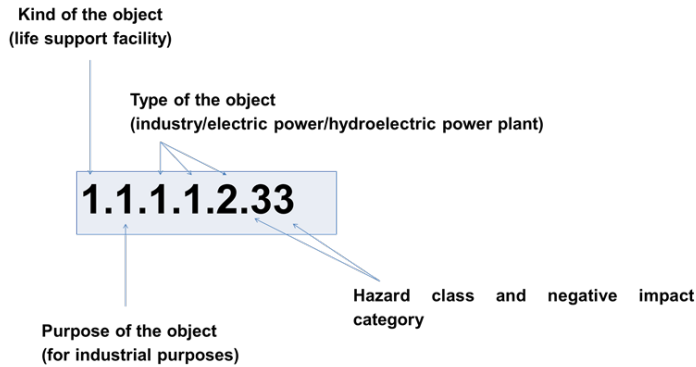 Kind of the object
(life support facility)
Type of the object
(industry/electric power/hydroelectric power plant)
1.1.1.1.2.33
Hazard class and negative impact
category
Purpose of the object
(for industrial purposes)